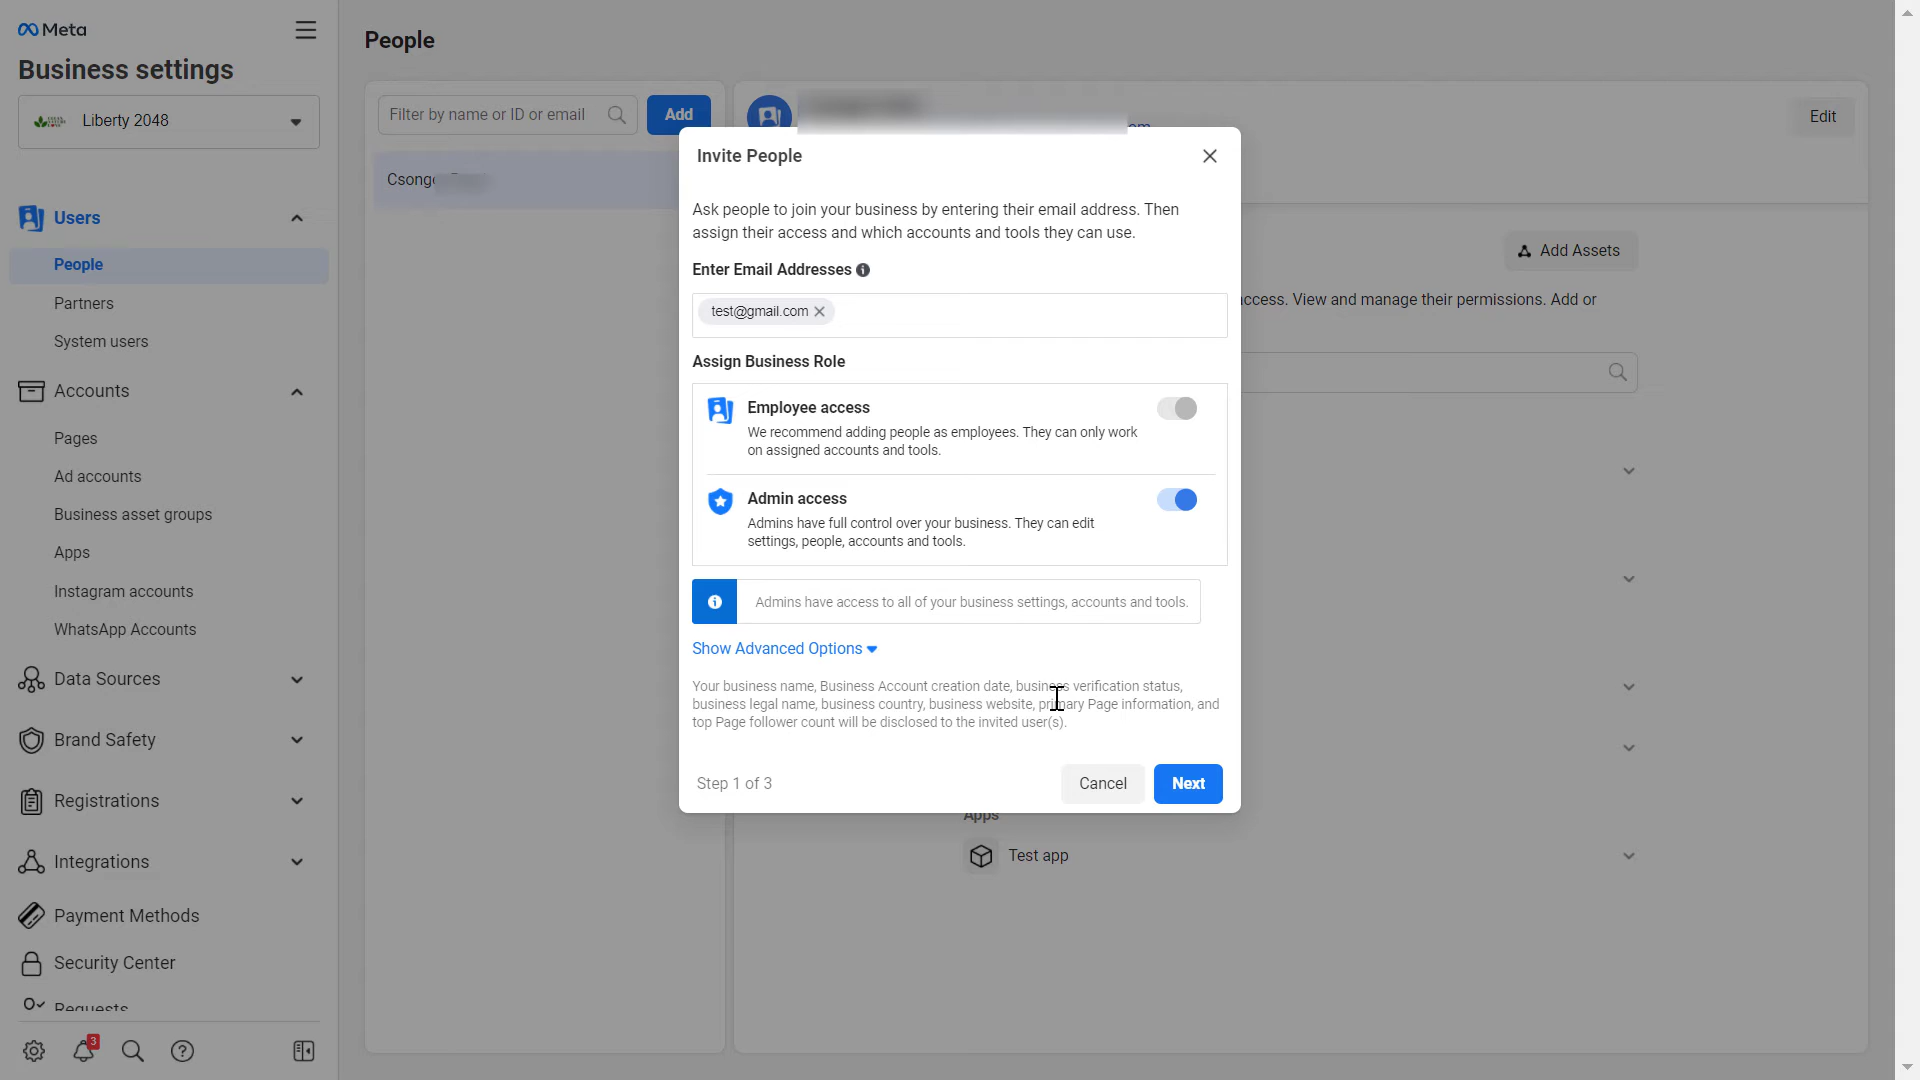 Meta
Business settings
Liberty 2048
Users
People
Partners
System users
Accounts
Pages
Ad accounts
Business asset groups
Apps
Instagram accounts
WhatsApp Accounts
Data Sources
Brand Safety
Registrations
Integrations
Payment Methods
Security Center
Requests
3
People
Filter by name or ID or email
Add
Edit
Add Assets
ccess. View and manage their permissions. Add or
Invite People
Ask people to join your business by entering their email address. Then
assign their access and which accounts and tools they can use.
Enter Email Addresses
test@gmail.com
Assign Business Role
Employee access
We recommend adding people as employees. They can only work
on assigned accounts and tools.
Admin access
Admins have full control over your business. They can edit
settings, people, accounts and tools.
Admins have access to all of your business settings, accounts and tools.
Show Advanced Options
Your business name, Business Account creation date, business verification status,
business legal name, business country, business website, primary Page information, and
top Page follower count will be disclosed to the invited user(s).
Step 1 of 3
Cancel
Next
Apps
Test app